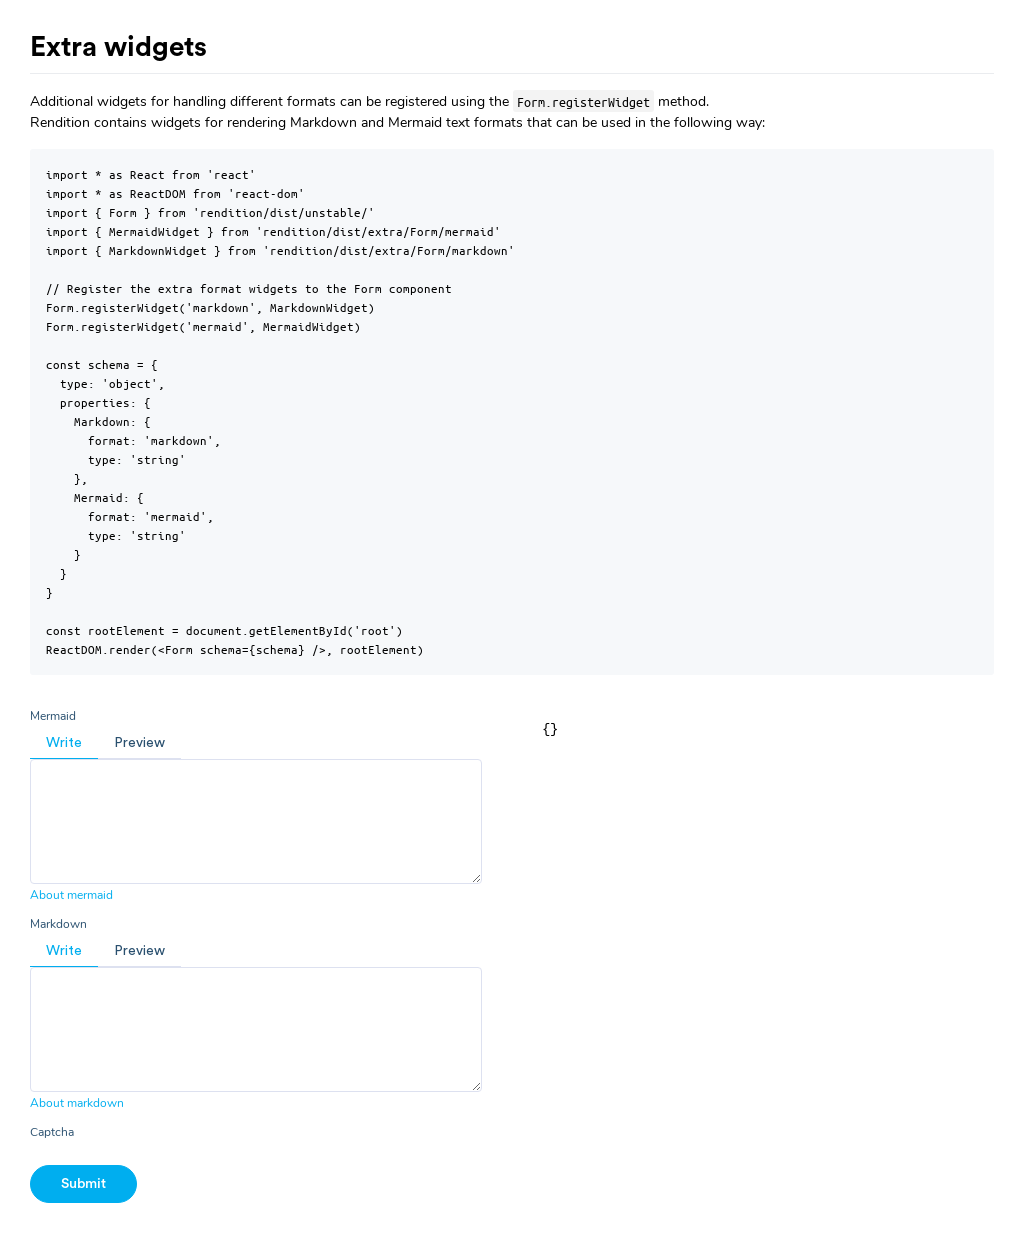 Extra widgets
Additional widgets for handling different formats can be registered using the Form.registerWidget method.
Rendition contains widgets for rendering Markdown and Mermaid text formats that can be used in the following way:
import * as React from 'react'
import * as ReactDOM from 'react-dom'
import { Form } from 'rendition/dist/unstable/'
import { MermaidWidget } from 'rendition/dist/extra/Form/mermaid'
import { MarkdownWidget } from 'rendition/dist/extra/Form/markdown'

// Register the extra format widgets to the Form component
Form.registerWidget('markdown', MarkdownWidget)
Form.registerWidget('mermaid', MermaidWidget)

const schema = {
  type: 'object',
  properties: {
    Markdown: {
      format: 'markdown',
      type: 'string'
    },
    Mermaid: {
      format: 'mermaid',
      type: 'string'
    }
  }
}

const rootElement = document.getElementById('root')
ReactDOM.render(<Form schema={schema} />, rootElement)
Mermaid
{}
Write Preview
About mermaid
Markdown
Write Preview
About markdown
Captcha
Submit